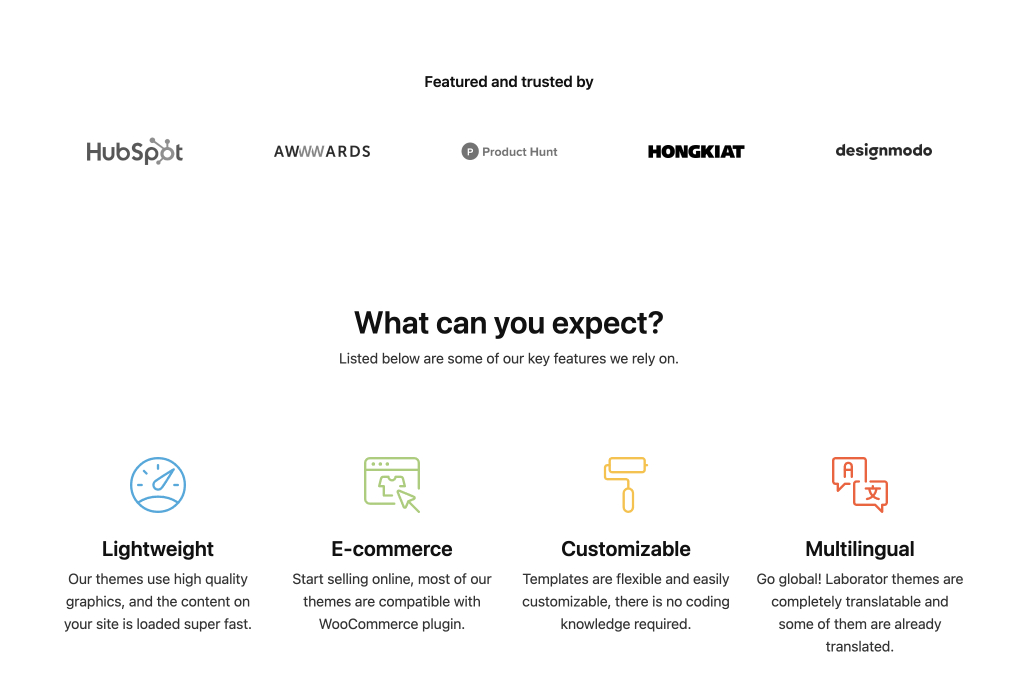 Featured and trusted by
HubSpot
AWWWARDS
P Product Hunt
HONGKIAT
designmodo
What can you expect?
Listed below are some of our key features we rely on.
A
文
Lightweight
Our themes use high quality
graphics, and the content on
your site is loaded super fast.
E-commerce
Start selling online, most of our
themes are compatible with
WooCommerce plugin.
Customizable
Templates are flexible and easily
customizable, there is no coding
knowledge required.
Multilingual
Go global! Laborator themes are
completely translatable and
some of them are already
translated.